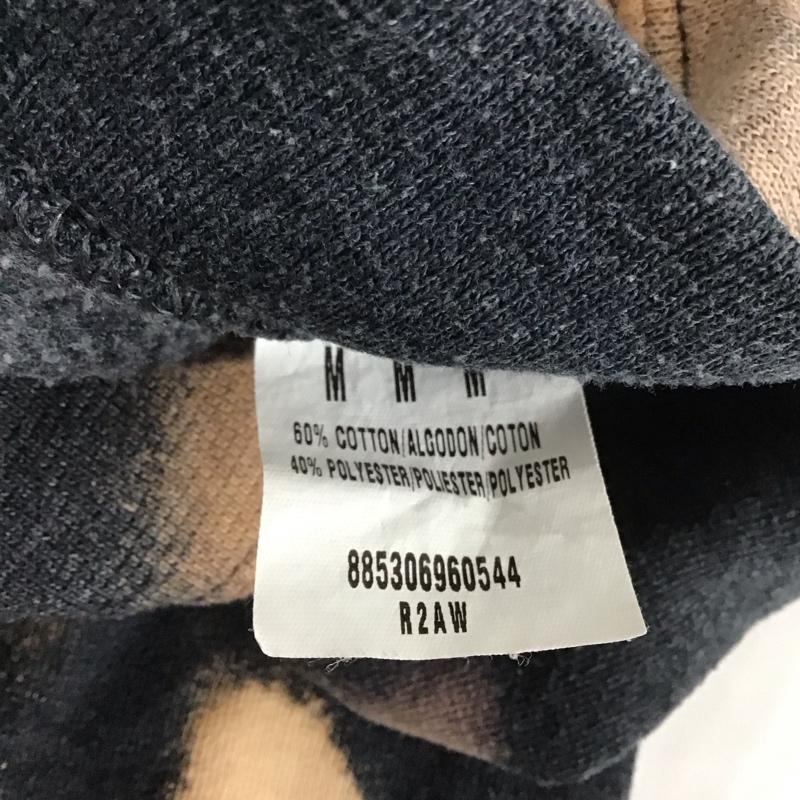 M M M
60% COTTON/ALGODON/COTON
40% POLYESTER/POLIESTER/POLYESTER
885306960544
R2AW